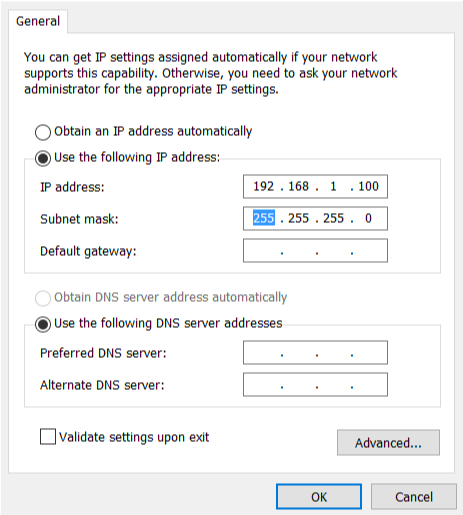 General
You can get IP settings assigned automatically if your network
supports this capability. Otherwise, you need to ask your network
administrator for the appropriate IP settings.
Obtain an IP address automatically
Use the following IP address:
IP address: 192 . 168 . 1 . 100
Subnet mask: 255 . 255 . 255 . 0
Default gateway: . . .
Obtain DNS server address automatically
Use the following DNS server addresses
Preferred DNS server: . . .
Alternate DNS server: . . .
Validate settings upon exit
Advanced...
OK Cancel